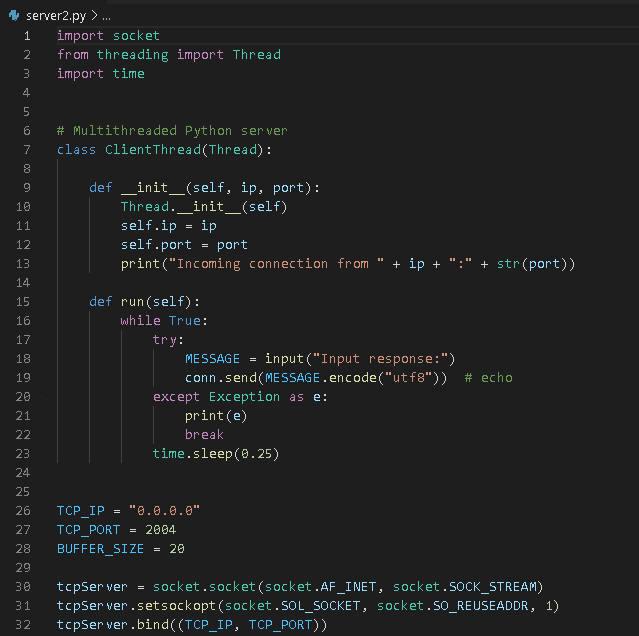 server2.py > ...
1 import socket
2 from threading import Thread
3 import time
4
5
6 # Multithreaded Python server
7 class ClientThread(Thread):
8
9     def __init__(self, ip, port):
10         Thread.__init__(self)
11         self.ip = ip
12         self.port = port
13         print("Incoming connection from " + ip + ":" + str(port))
14
15     def run(self):
16         while True:
17             try:
18                 MESSAGE = input("Input response:")
19                 conn.send(MESSAGE.encode("utf8"))  # echo
20             except Exception as e:
21                 print(e)
22                 break
23             time.sleep(0.25)
24
25
26 TCP_IP = "0.0.0.0"
27 TCP_PORT = 2004
28 BUFFER_SIZE = 20
29
30 tcpServer = socket.socket(socket.AF_INET, socket.SOCK_STREAM)
31 tcpServer.setsockopt(socket.SOL_SOCKET, socket.SO_REUSEADDR, 1)
32 tcpServer.bind((TCP_IP, TCP_PORT))